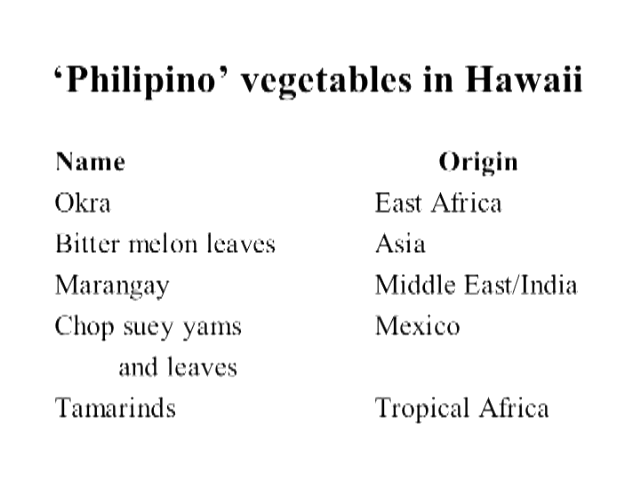 ‘Philipino’ vegetables in Hawaii
Name Origin
Okra East Africa
Bitter melon leaves Asia
Marangay Middle East/India
Chop suey yams Mexico
and leaves
Tamarinds Tropical Africa